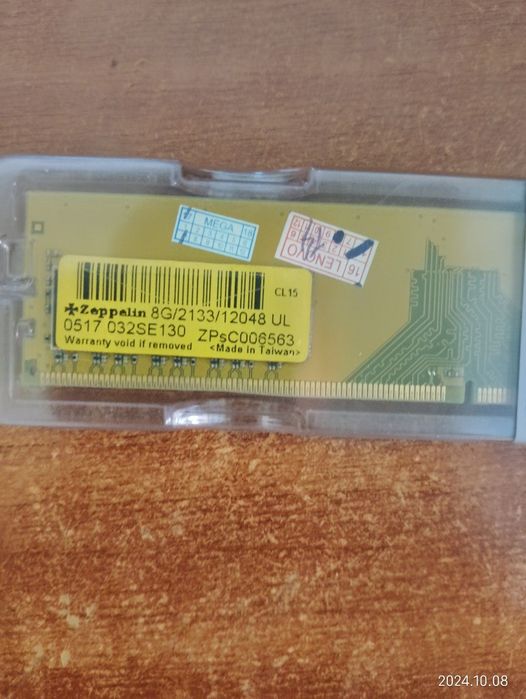 MEGA
16 LENOVO
CL15
Zeppelin 8G/2133/12048 UL
0517 032SE130 ZPsC006563
Warranty void if removed <Made in Taiwan>
2024.10.08